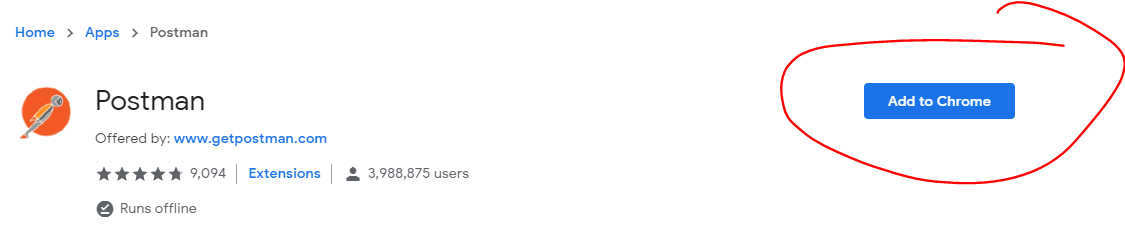 Home > Apps > Postman
Postman
Add to Chrome
Offered by: www.getpostman.com
9,094 | Extensions | 3,988,875 users
Runs offline